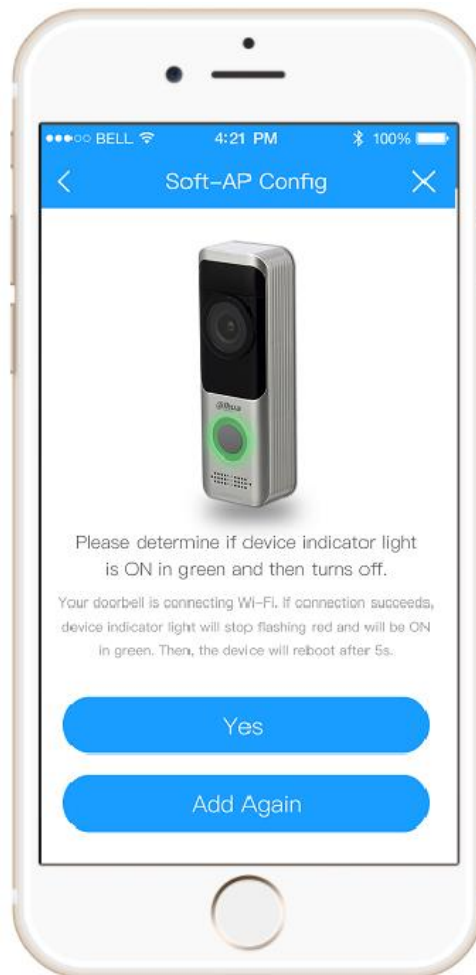 BELL 4:21 PM 100%
Soft-AP Config
alhua
Please determine if device indicator light
is ON in green and then turns off.
Your doorbell is connecting Wi-Fi. If connection succeeds,
device indicator light will stop flashing red and will be ON
in green. Then, the device will reboot after 5s.
Yes
Add Again